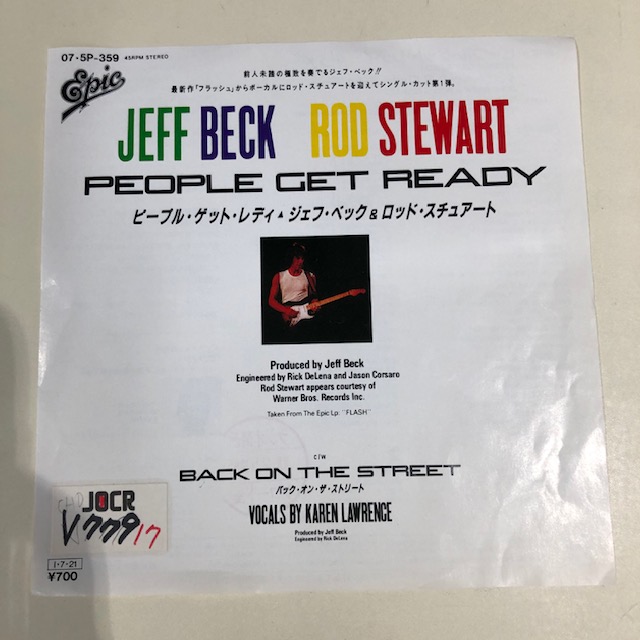 07・5P-359 45RPM STEREO
Epic
前人未踏の極致を奏でるジェフ・ベック!!
最新作「フラッシュ」からボーカルにロッド・スチュアートを迎えてシングル・カット第1弾。
JEFF BECK ROD STEWART
PEOPLE GET READY
ピープル・ゲット・レディ▲ジェフ・ベック&ロッド・スチュアート
Produced by Jeff Beck
Engineered by Rick DeLena and Jason Corsaro
Rod Stewart appears courtesy of
Warner Bros. Records Inc.
Taken From The Epic Lp. "FLASH"
C/W
BACK ON THE STREET
バック・オン・ザ・ストリート
VOCALS BY KAREN LAWRENCE
Produced by Jeff Beck
Engineered by Rick DeLena
JOCR
V779 17
1・7・21
¥700